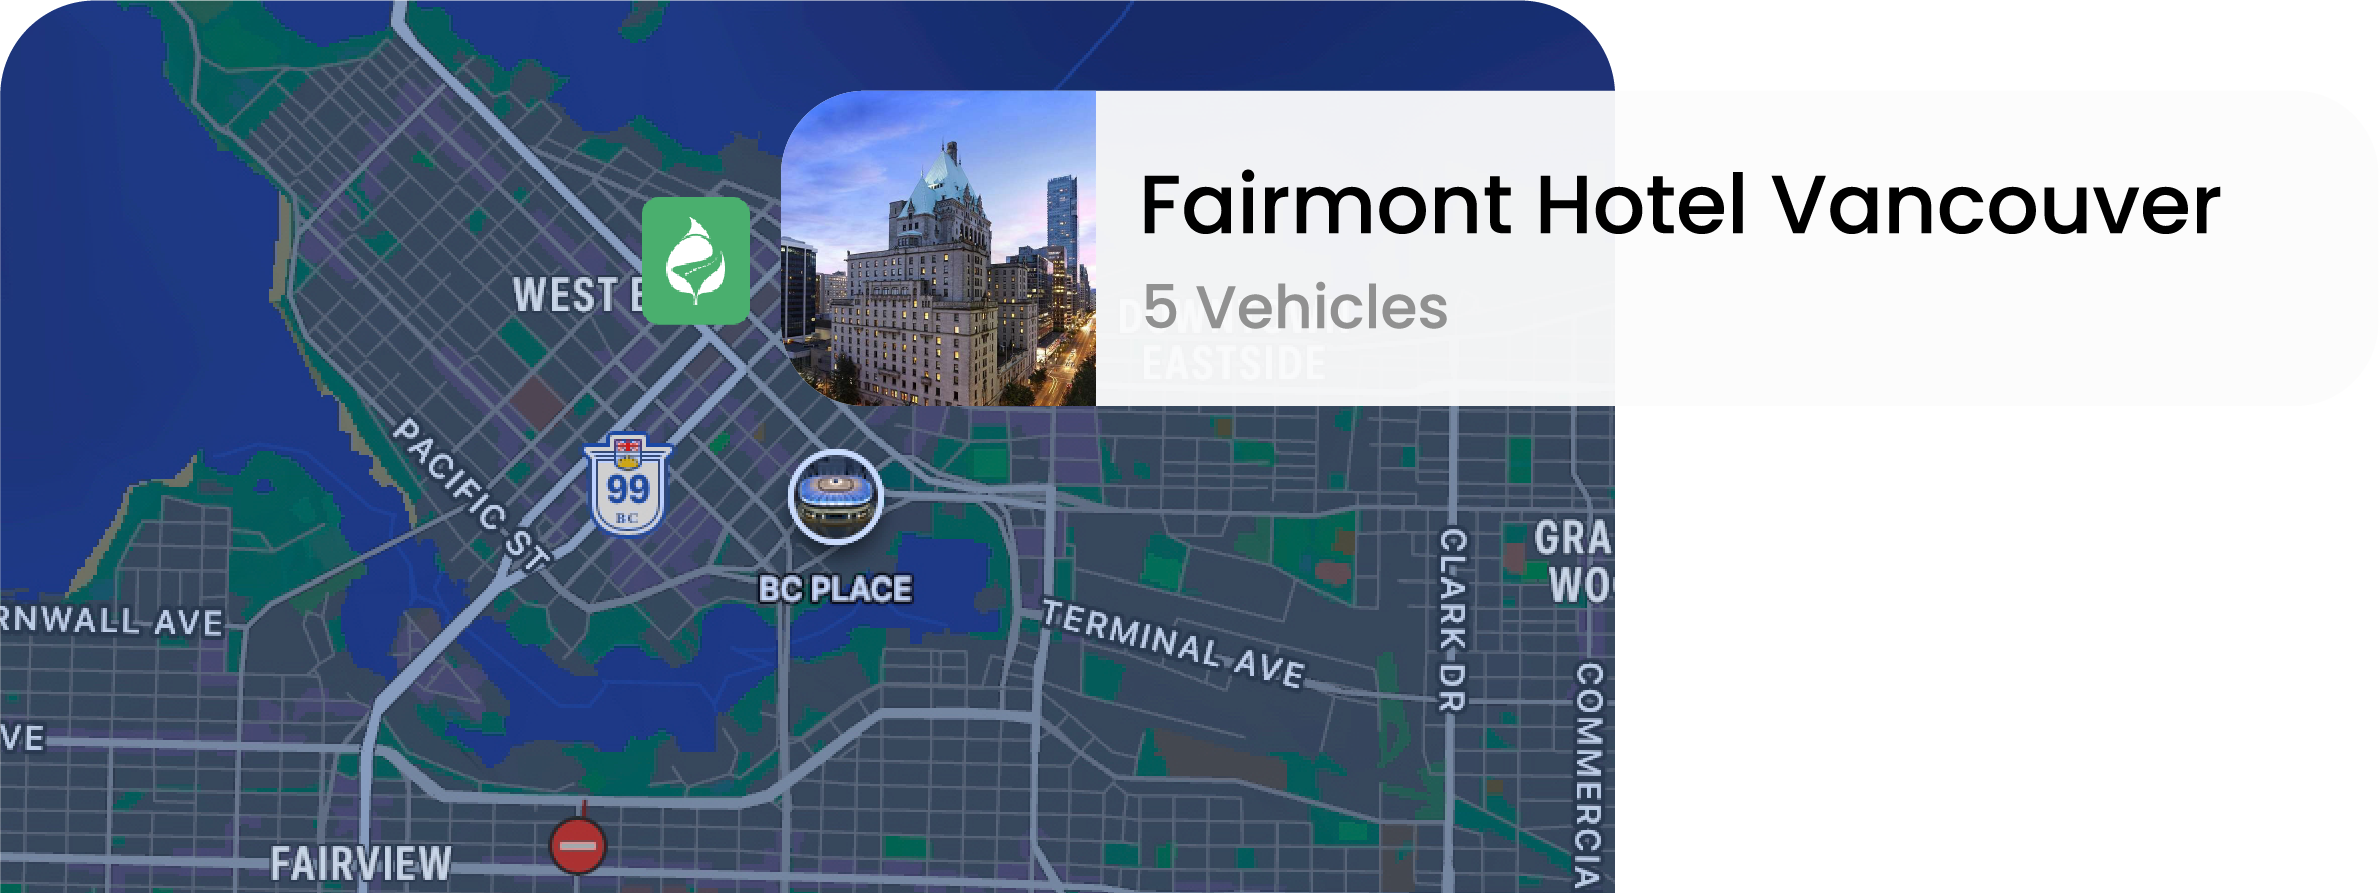 Fairmont Hotel Vancouver
5 Vehicles
WEST E
DOWNTOWN
EASTSIDE
PACIFIC ST
99
BC
BC PLACE
GRA
WO
CLARK DR
RNWALL AVE
TERMINAL AVE
COMMERCIA
VE
FAIRVIEW